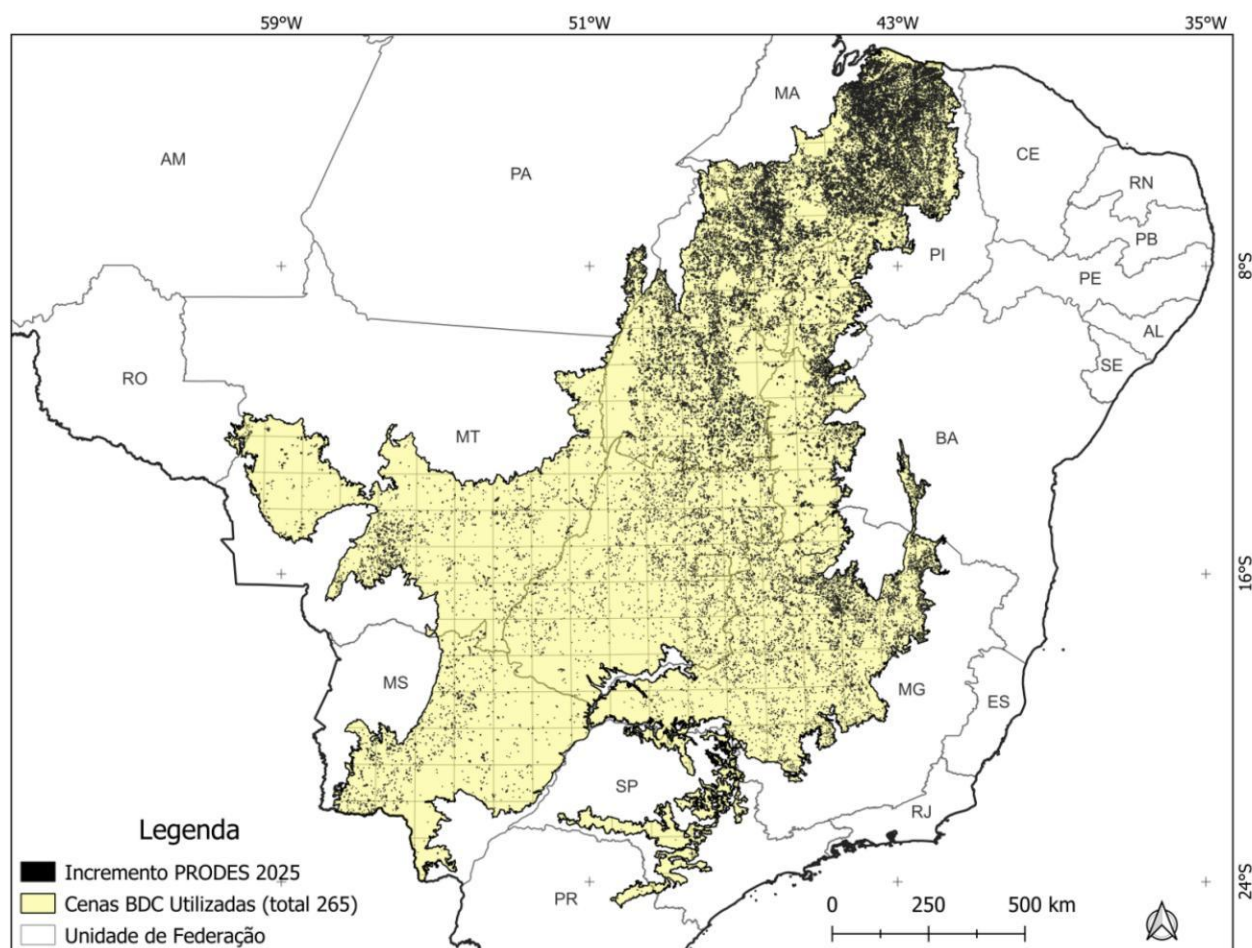 59°W 51°W 43°W 35°W
MA
AM PA CE
RN
PB
PI
8°S
PE
AL
SE
RO
MT BA
16°S
MS MG ES
SP
RJ
Legenda
Incremento PRODES 2025
Cenas BDC Utilizadas (total 265)
Unidade de Federação
PR
24°S
0 250 500 km